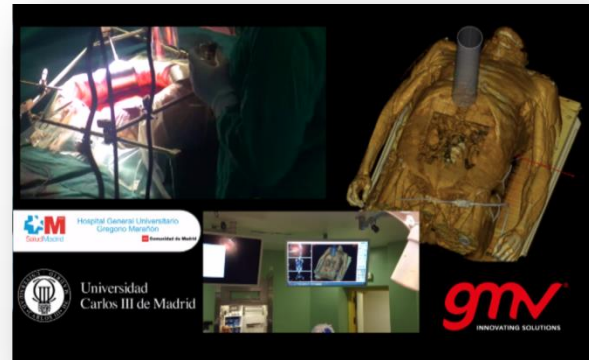 Hospital General Universitario
Gregorio Marañón
SaludMadrid
Comunidad de Madrid
Universidad
Carlos III de Madrid
gmv
INNOVATING SOLUTIONS